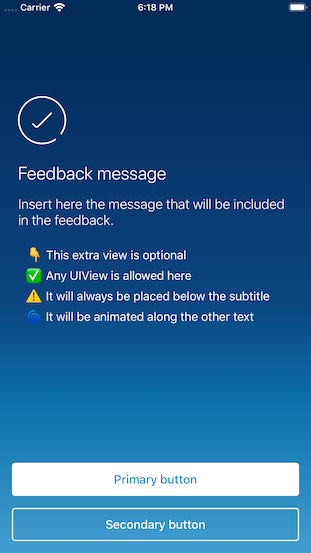 Carrier 6:18 PM
Feedback message
Insert here the message that will be included
in the feedback.
👇 This extra view is optional
✅ Any UIView is allowed here
⚠️ It will always be placed below the subtitle
🌀 It will be animated along the other text
Primary button
Secondary button